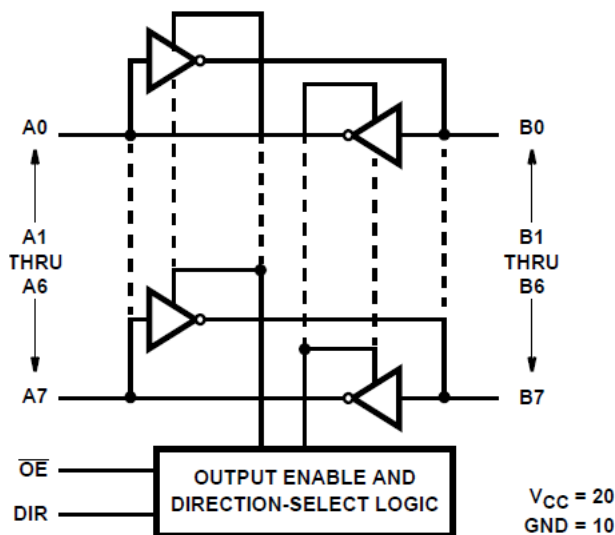 A0
B0
A1
THRU
A6
B1
THRU
B6
A7
B7
OE
DIR
OUTPUT ENABLE AND
DIRECTION-SELECT LOGIC
VCC = 20
GND = 10